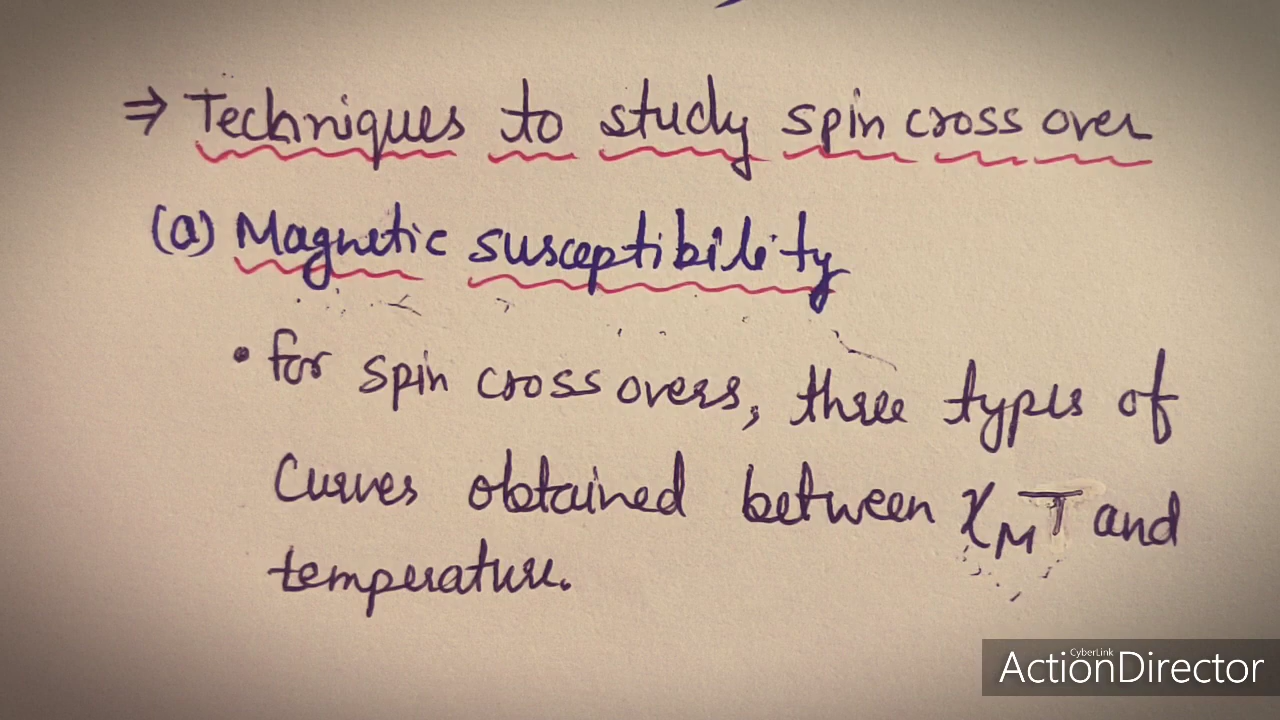 ⇒ Techniques to study spin cross over
(a) Magnetic susceptibility
• for spin cross overs, three types of
Curves obtained between χ_M T and
temperature.
CyberLink
ActionDirector